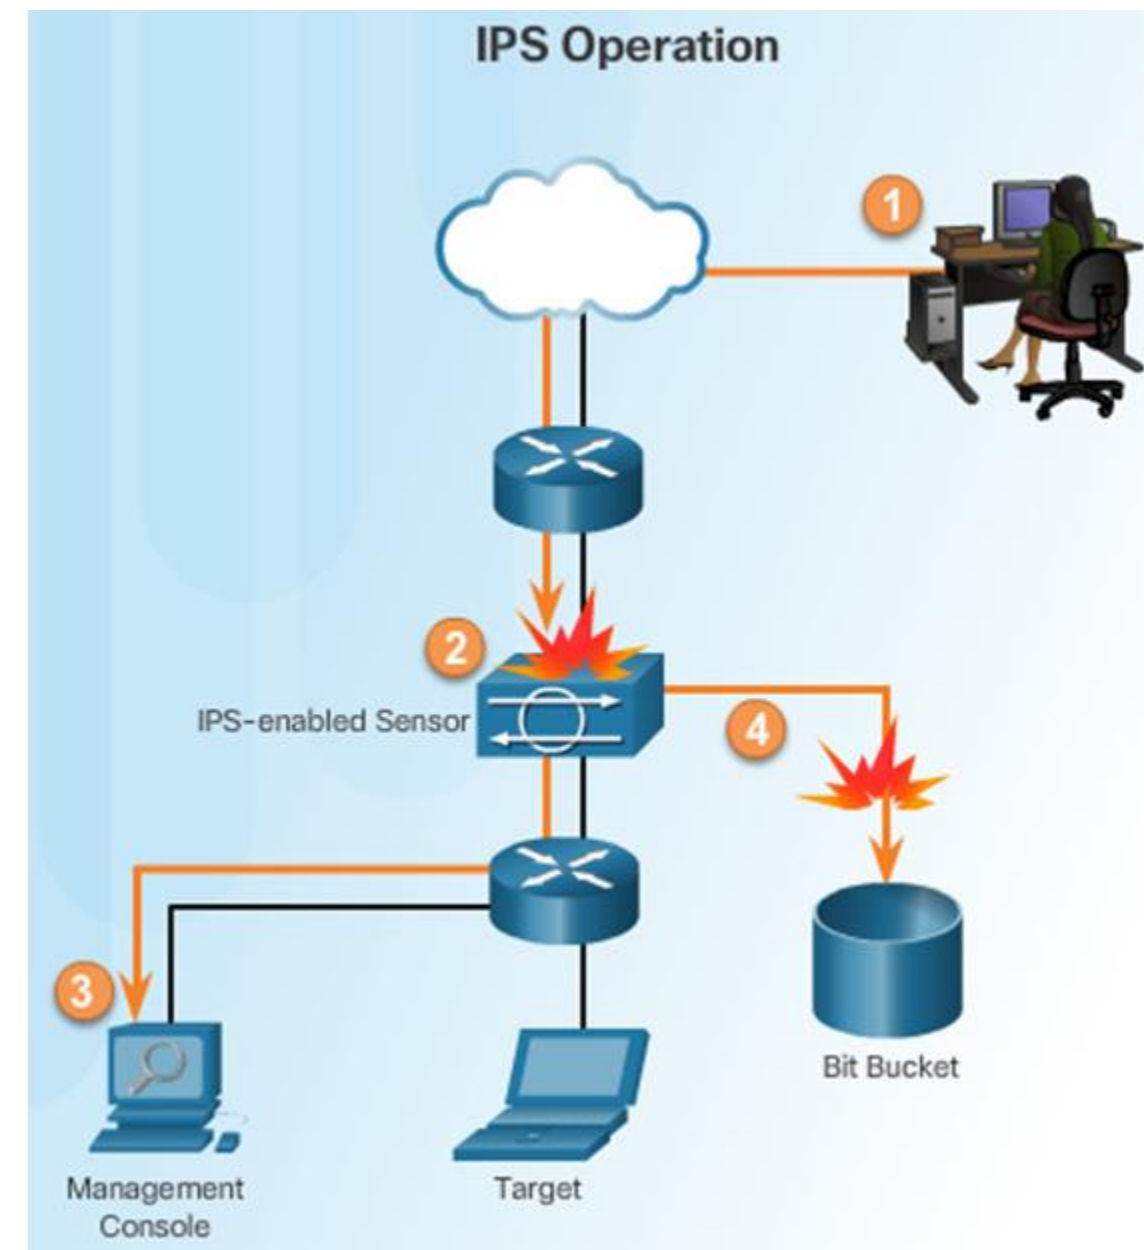 IPS Operation
1
2
IPS-enabled Sensor
4
3
Bit Bucket
Management
Console
Target